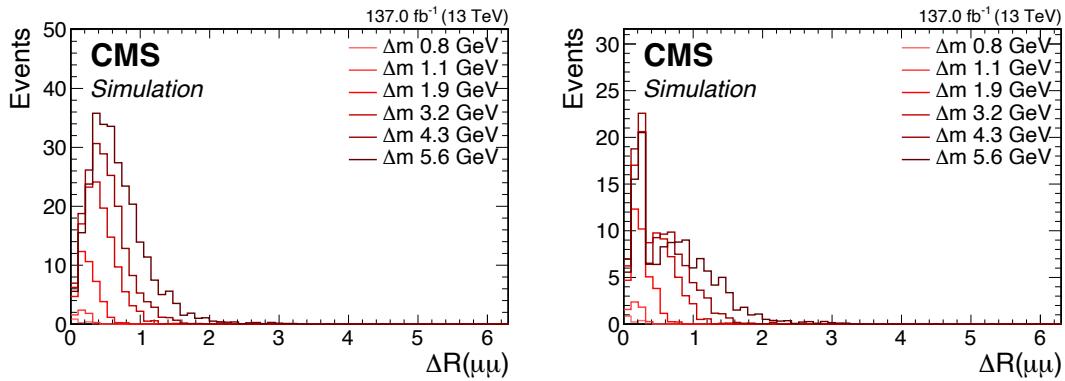 137.0 fb⁻¹ (13 TeV)
Events
50
40
30
20
10
0
CMS
Simulation
Δm 0.8 GeV
Δm 1.1 GeV
Δm 1.9 GeV
Δm 3.2 GeV
Δm 4.3 GeV
Δm 5.6 GeV
0 1 2 3 4 5 6
ΔR(μμ)
137.0 fb⁻¹ (13 TeV)
Events
30
25
20
15
10
5
0
CMS
Simulation
Δm 0.8 GeV
Δm 1.1 GeV
Δm 1.9 GeV
Δm 3.2 GeV
Δm 4.3 GeV
Δm 5.6 GeV
0 1 2 3 4 5 6
ΔR(μμ)